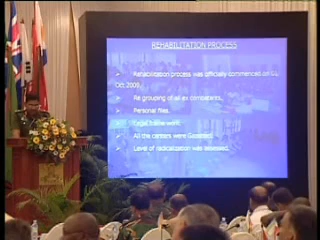 REHABILITATION PROCESS
Rehabilitation process was officially commenced on
Oct 2009
Re grouping of all ex combatants.
Personal files.
Legal frame work.
All the centers were Gazetted.
Level of radicalization was assessed.